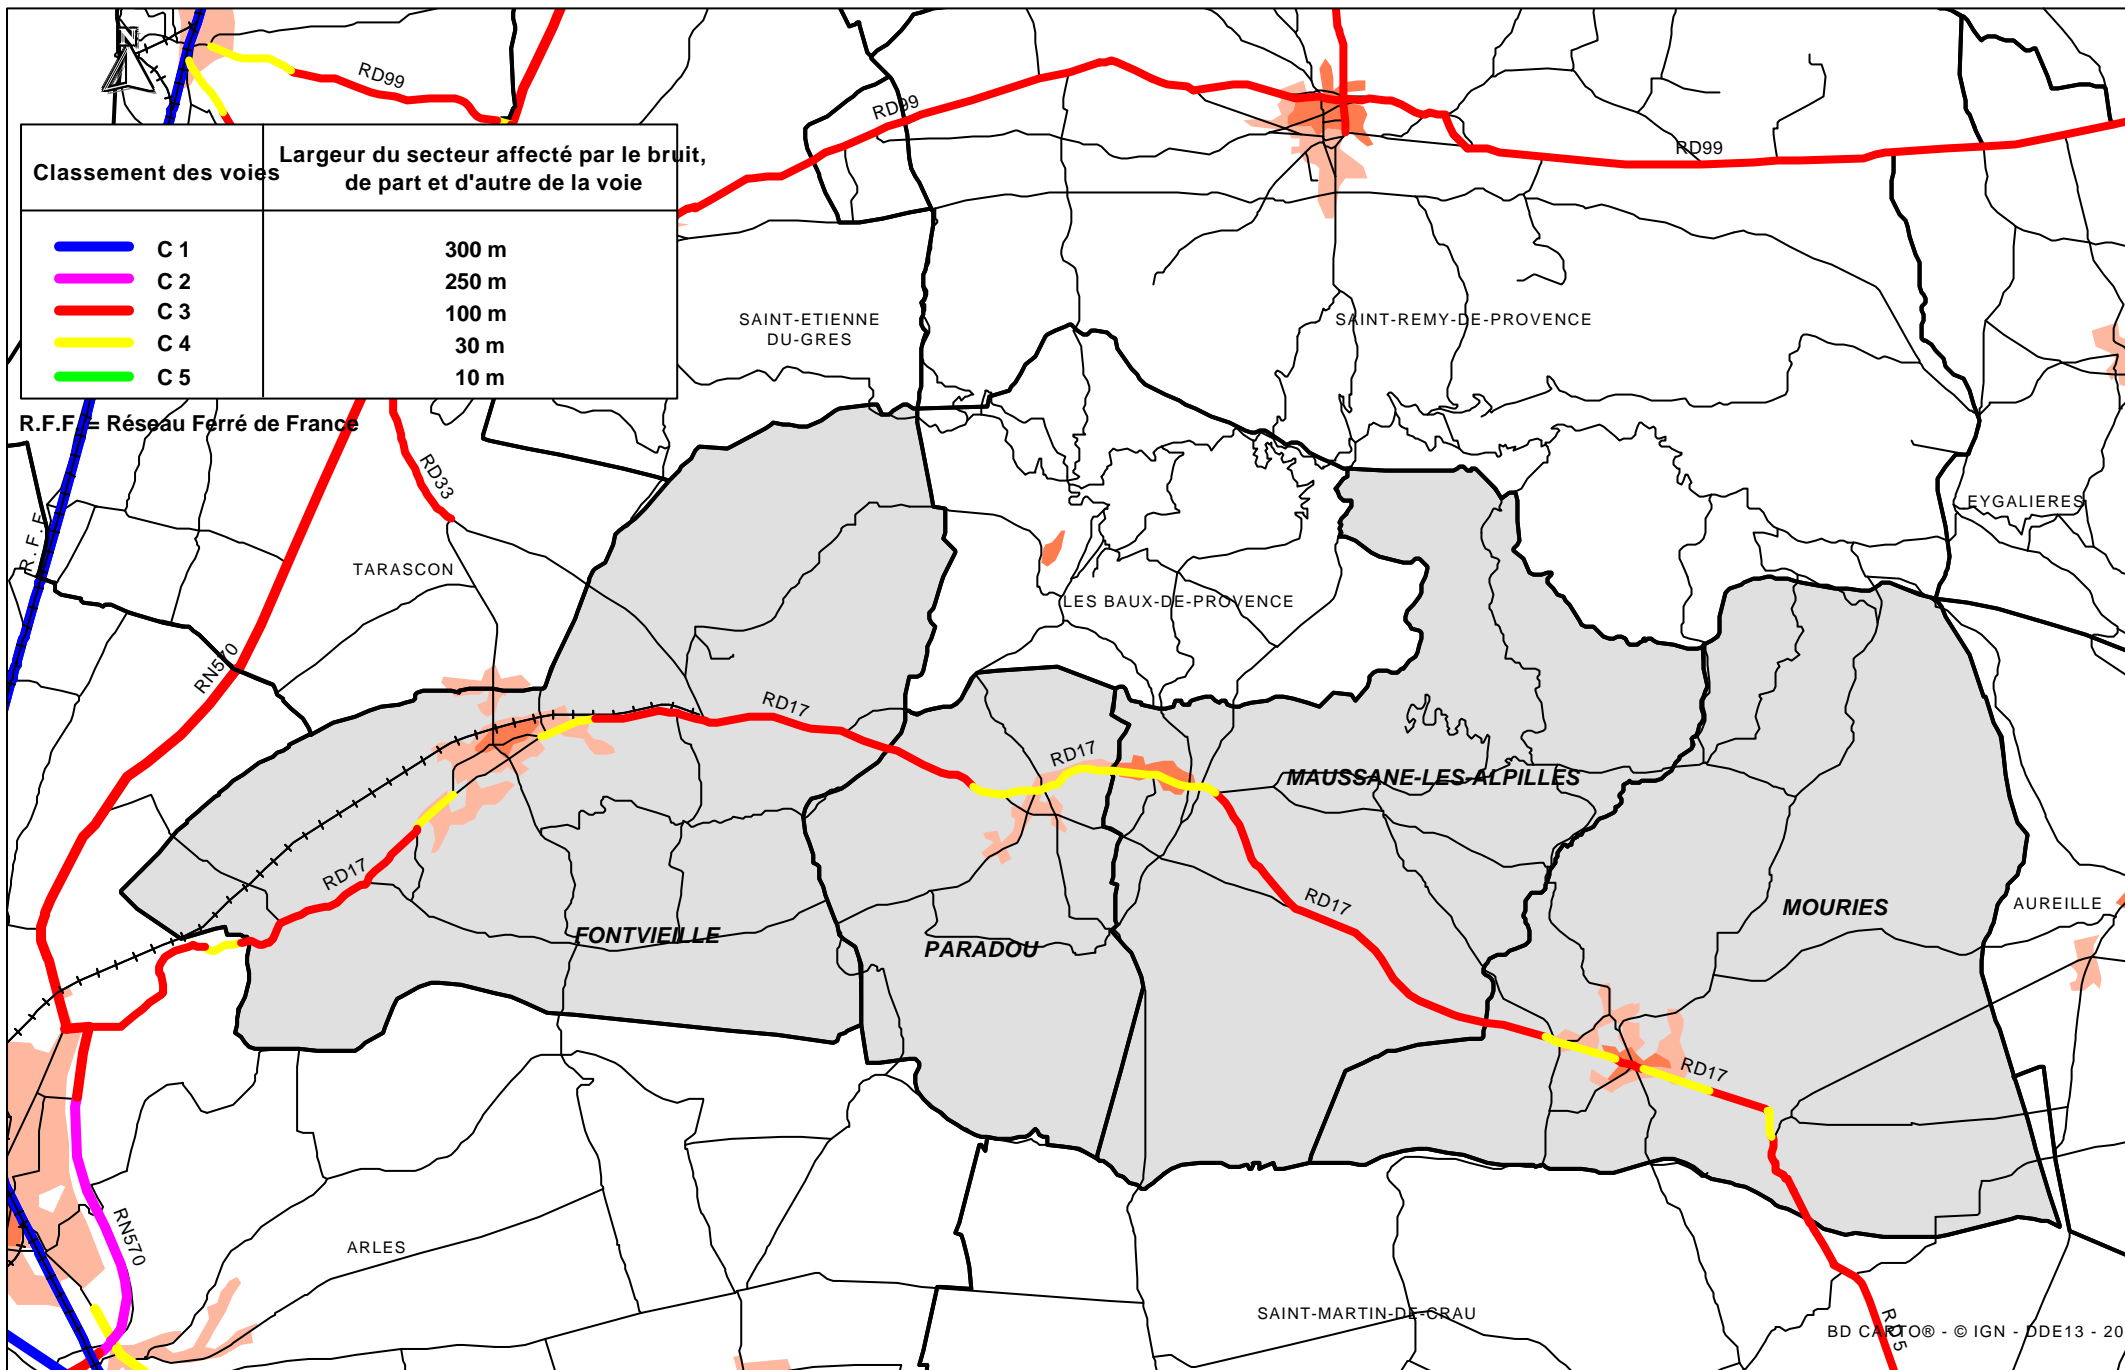 N
RD99
RD99
RD99
Classement des voies
Largeur du secteur affecté par le bruit,
de part et d'autre de la voie
C 1
300 m
C 2
250 m
C 3
100 m
C 4
30 m
C 5
10 m
R.F.F. = Réseau Ferré de France
SAINT-ETIENNE
DU-GRES
SAINT-REMY-DE-PROVENCE
RD33
EYGALIERES
R.F.F.
TARASCON
LES BAUX-DE-PROVENCE
RN570
RD17
RD17
MAUSSANE-LES-ALPILLES
RD17
RD17
MOURIES
AUREILLE
FONTVIEILLE
PARADOU
RD17
RN570
ARLES
SAINT-MARTIN-DE-CRAU
BD CARTO® - © IGN - DDE13 - 20